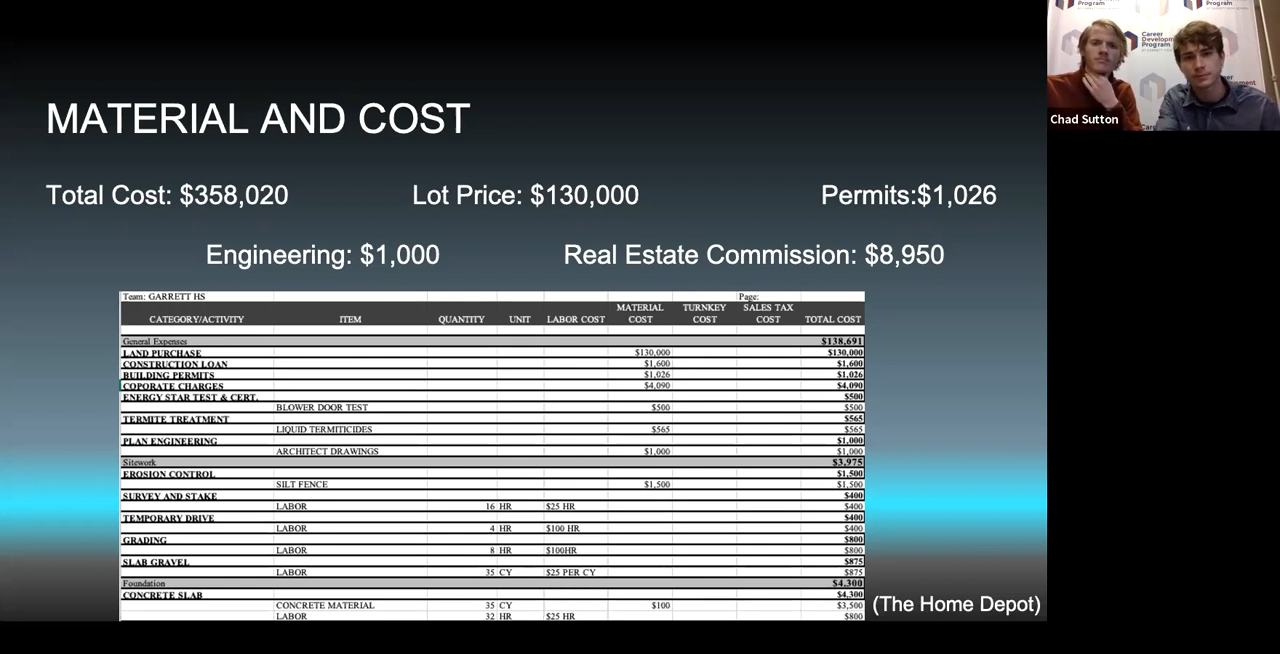 MATERIAL AND COST
Total Cost: $358,020 Lot Price: $130,000 Permits:$1,026
Engineering: $1,000 Real Estate Commission: $8,950
Team: GARRETT HS Page:
CATEGORY/ACTIVITY ITEM QUANTITY UNIT LABOR COST MATERIAL COST TURNKEY COST SALES TAX COST TOTAL COST
General Expenses $138,691
LAND PURCHASE $130,000 $130,000
CONSTRUCTION LOAN $1,600 $1,600
BUILDING PERMITS $1,026 $1,026
COPORATE CHARGES $4,090 $4,090
ENERGY STAR TEST & CERT. $500
BLOWER DOOR TEST $500 $500
TERMITE TREATMENT $565
LIQUID TERMITICIDES $565 $565
PLAN ENGINEERING $1,000
ARCHITECT DRAWINGS $1,000 $1,000
Sitework $3,975
EROSION CONTROL $1,500
SILT FENCE $1,500 $1,500
SURVEY AND STAKE $400
LABOR 16 HR $25 HR $400
TEMPORARY DRIVE $400
LABOR 4 HR $100 HR $400
GRADING $800
LABOR 8 HR $100HR $800
SLAB GRAVEL $875
LABOR 35 CY $25 PER CY $875
Foundation $4,300
CONCRETE SLAB $4,300
CONCRETE MATERIAL 35 CY $100 $3,500
LABOR 32 HR $25 HR $800
(The Home Depot)
Program
Program
Career
Development
Program
Chad Sutton